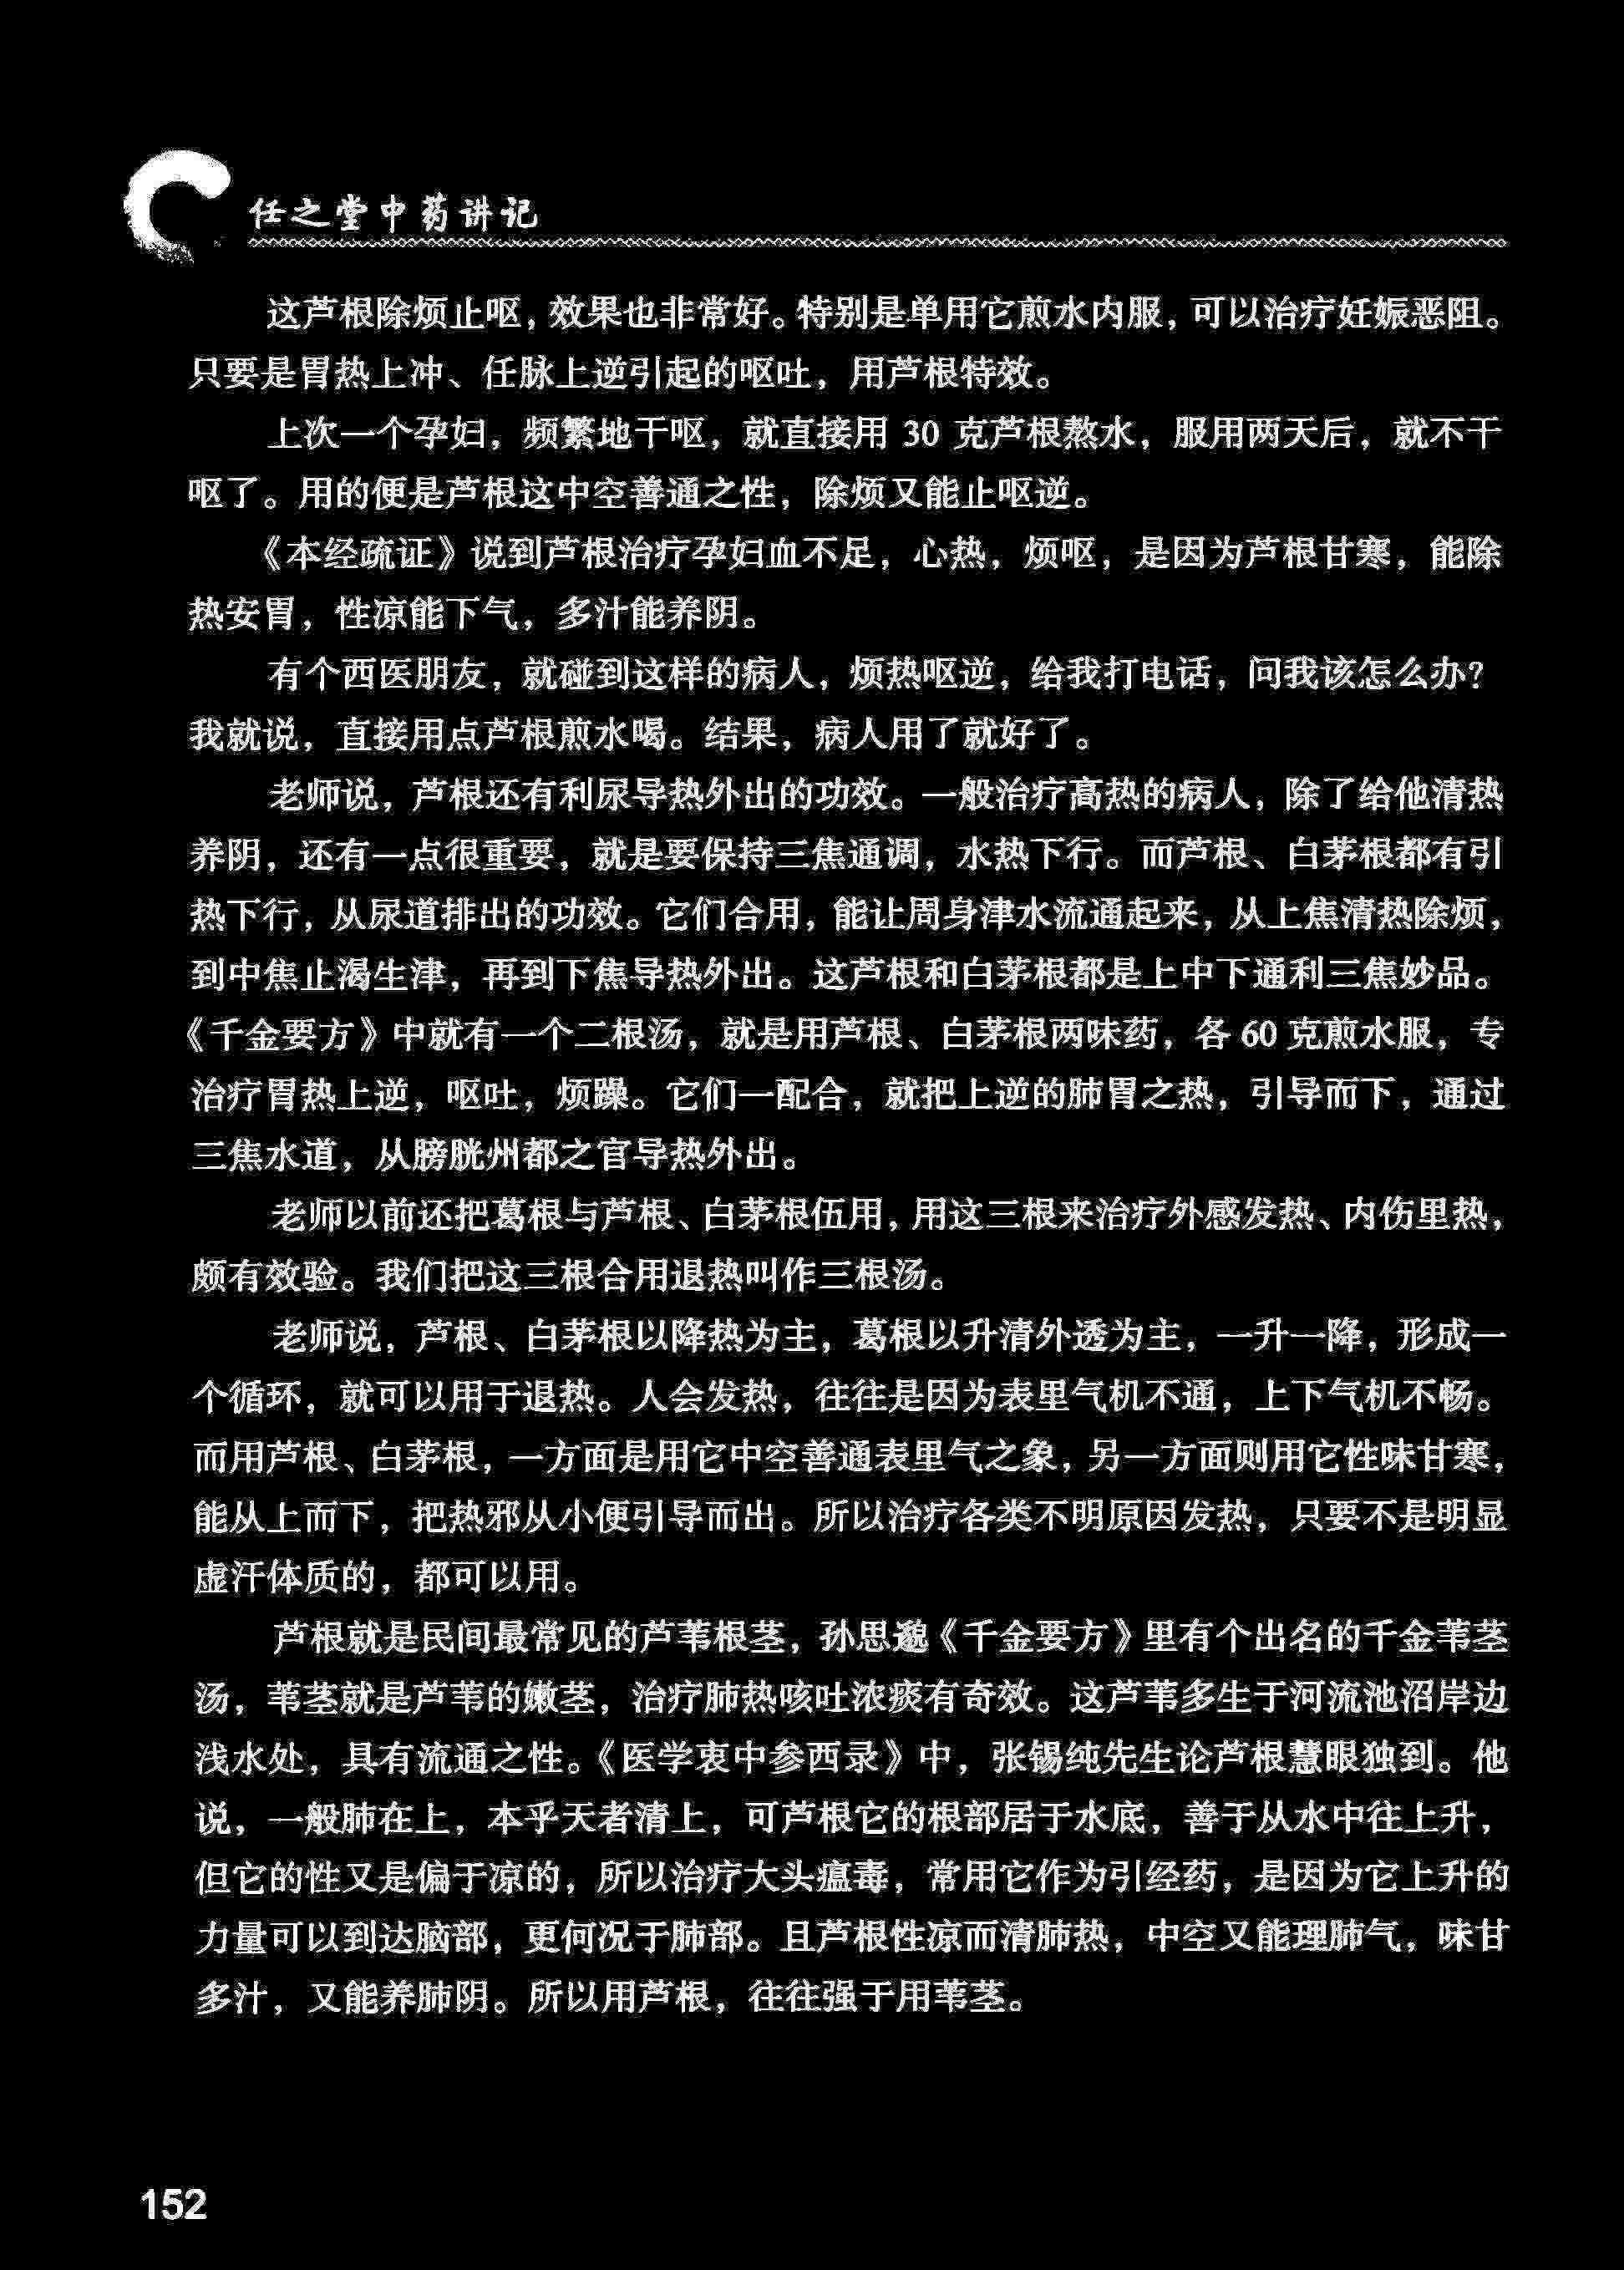 任之堂中药讲记
这芦根除烦止呕，效果也非常好。特别是单用它煎水内服，可以治疗妊娠恶阻。
只要是胃热上冲、任脉上逆引起的呕吐，用芦根特效。
上次一个孕妇，频繁地干呕，就直接用 30 克芦根熬水，服用两天后，就不干
呕了。用的便是芦根这中空善通之性，除烦又能止呕逆。
《本经疏证》说到芦根治疗孕妇血不足，心热，烦呕，是因为芦根甘寒，能除
热安胃，性凉能下气，多汁能养阴。
有个西医朋友，就碰到这样的病人，烦热呕逆，给我打电话，问我该怎么办？
我就说，直接用点芦根煎水喝。结果，病人用了就好了。
老师说，芦根还有利尿导热外出的功效。一般治疗高热的病人，除了给他清热
养阴，还有一点很重要，就是要保持三焦通调，水热下行。而芦根、白茅根都有引
热下行，从尿道排出的功效。它们合用，能让周身津水流通起来，从上焦清热除烦，
到中焦止渴生津，再到下焦导热外出。这芦根和白茅根都是上中下通利三焦妙品。
《千金要方》中就有一个二根汤，就是用芦根、白茅根两味药，各 60 克煎水服，专
治疗胃热上逆，呕吐，烦躁。它们一配合，就把上逆的肺胃之热，引导而下，通过
三焦水道，从膀胱州都之官导热外出。
老师以前还把葛根与芦根、白茅根伍用，用这三根来治疗外感发热、内伤里热，
颇有效验。我们把这三根合用退热叫作三根汤。
老师说，芦根、白茅根以降热为主，葛根以升清外透为主，一升一降，形成一
个循环，就可以用于退热。人会发热，往往是因为表里气机不通，上下气机不畅。
而用芦根、白茅根，一方面是用它中空善通表里气之象，另一方面则用它性味甘寒，
能从上而下，把热邪从小便引导而出。所以治疗各类不明原因发热，只要不是明显
虚汗体质的，都可以用。
芦根就是民间最常见的芦苇根茎，孙思邈《千金要方》里有个出名的千金苇茎
汤，苇茎就是芦苇的嫩茎，治疗肺热咳吐浓痰有奇效。这芦苇多生于河流池沼岸边
浅水处，具有流通之性。《医学衷中参西录》中，张锡纯先生论芦根慧眼独到。他
说，一般肺在上，本乎天者清上，可芦根它的根部居于水底，善于从水中往上升，
但它的性又是偏于凉的，所以治疗大头瘟毒，常用它作为引经药，是因为它上升的
力量可以到达脑部，更何况于肺部。且芦根性凉而清肺热，中空又能理肺气，味甘
多汁，又能养肺阴。所以用芦根，往往强于用苇茎。
152